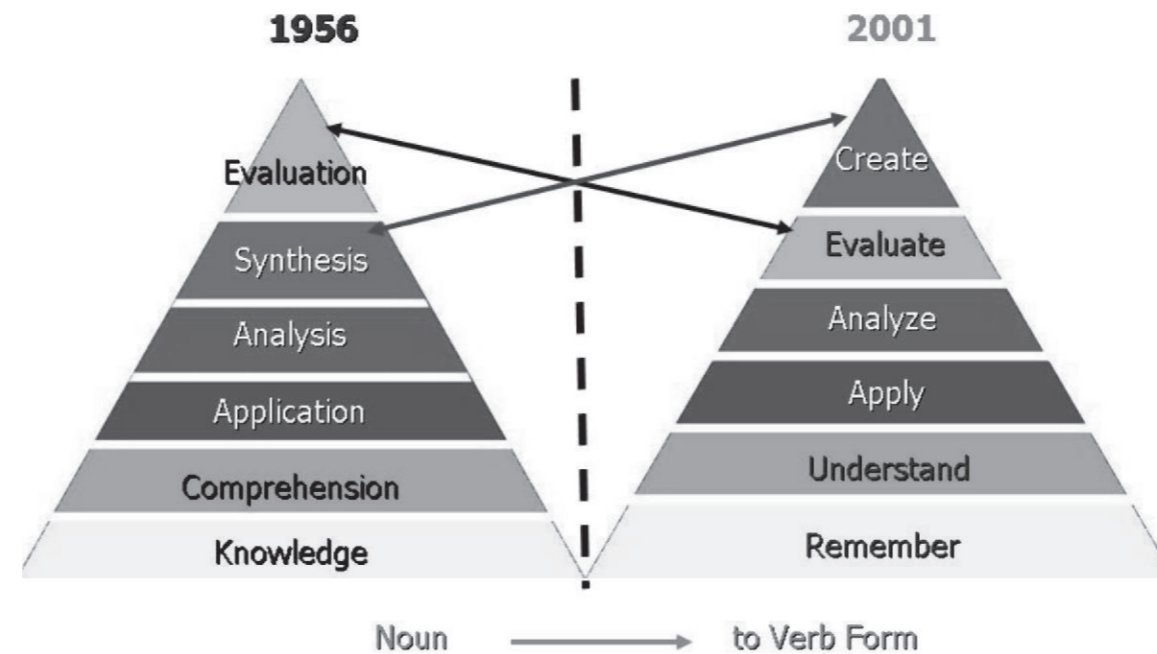 1956
Evaluation
Synthesis
Analysis
Application
Comprehension
Knowledge
2001
Create
Evaluate
Analyze
Apply
Understand
Remember
Noun to Verb Form